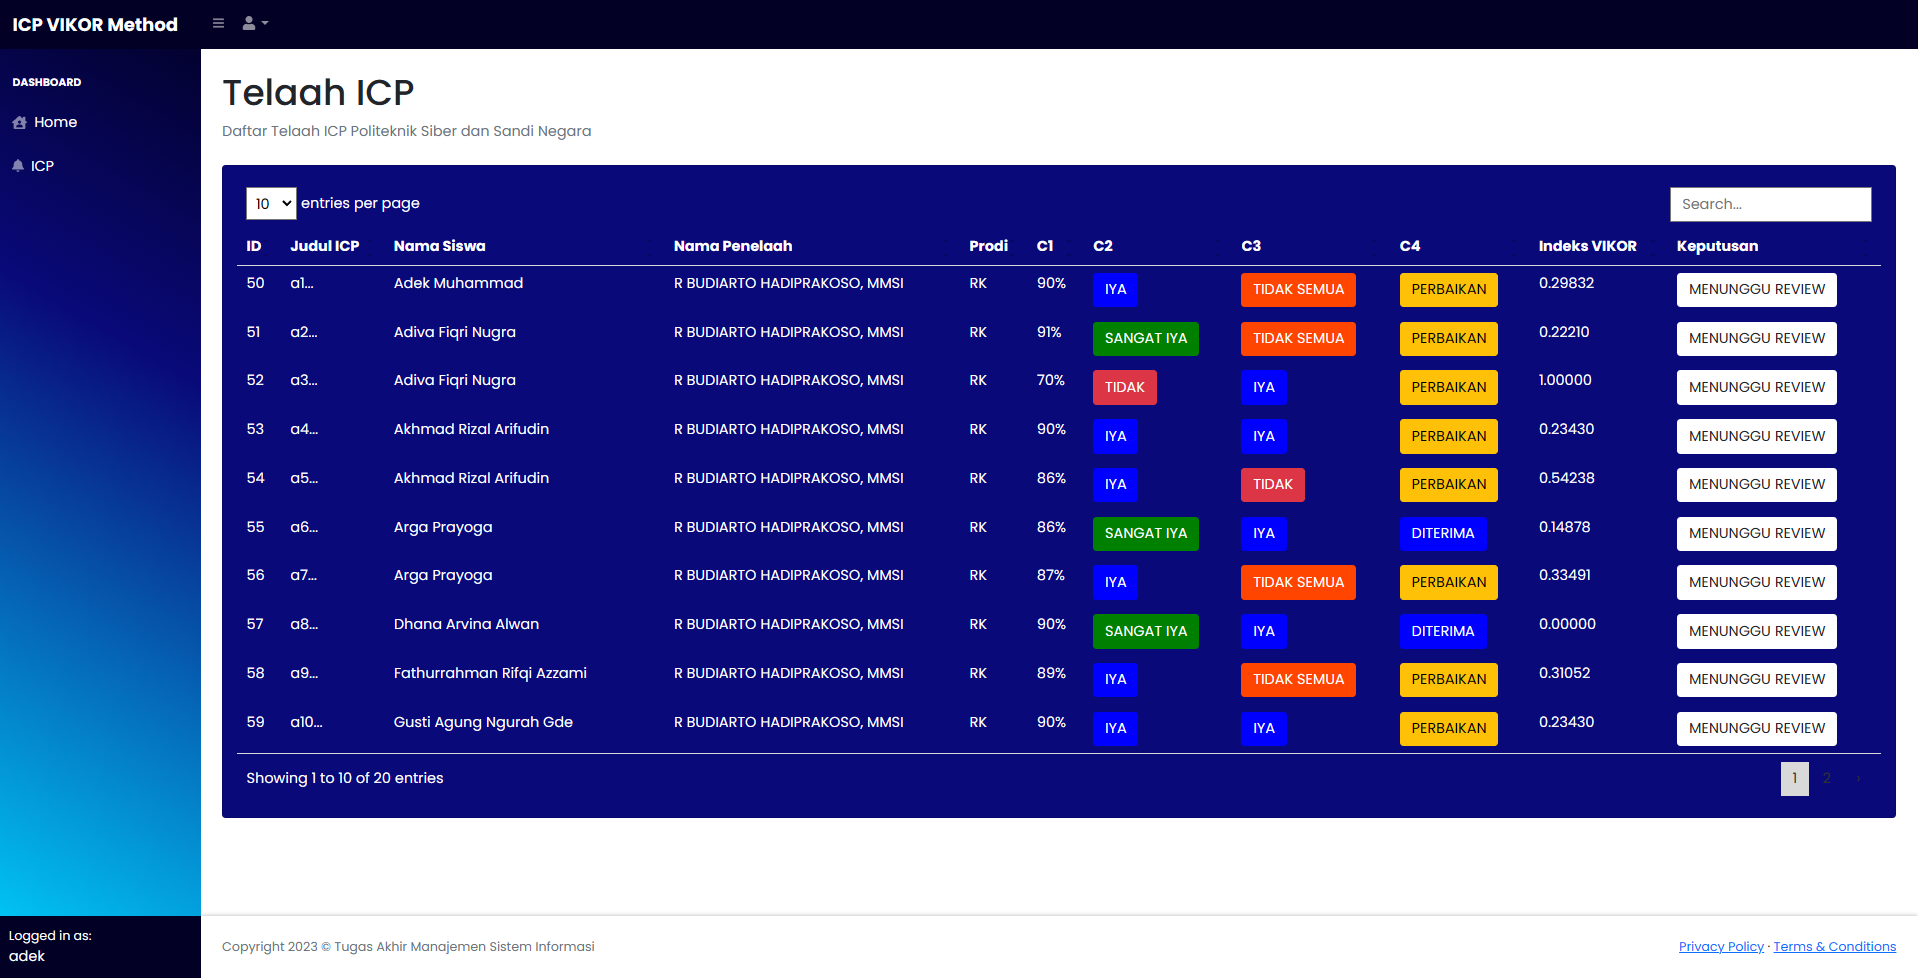 ICP VIKOR Method
DASHBOARD
Home
ICP
Telaah ICP
Daftar Telaah ICP Politeknik Siber dan Sandi Negara
10 entries per page Search...
ID Judul ICP Nama Siswa Nama Penelaah Prodi C1 C2 C3 C4 Indeks VIKOR Keputusan
50 a1... Adek Muhammad R BUDIARTO HADIPRAKOSO, MMSI RK 90% IYA TIDAK SEMUA PERBAIKAN 0.29832 MENUNGGU REVIEW
51 a2... Adiva Fiqri Nugra R BUDIARTO HADIPRAKOSO, MMSI RK 91% SANGAT IYA TIDAK SEMUA PERBAIKAN 0.22210 MENUNGGU REVIEW
52 a3... Adiva Fiqri Nugra R BUDIARTO HADIPRAKOSO, MMSI RK 70% TIDAK IYA PERBAIKAN 1.00000 MENUNGGU REVIEW
53 a4... Akhmad Rizal Arifudin R BUDIARTO HADIPRAKOSO, MMSI RK 90% IYA IYA PERBAIKAN 0.23430 MENUNGGU REVIEW
54 a5... Akhmad Rizal Arifudin R BUDIARTO HADIPRAKOSO, MMSI RK 86% IYA TIDAK PERBAIKAN 0.54238 MENUNGGU REVIEW
55 a6... Arga Prayoga R BUDIARTO HADIPRAKOSO, MMSI RK 86% SANGAT IYA IYA DITERIMA 0.14878 MENUNGGU REVIEW
56 a7... Arga Prayoga R BUDIARTO HADIPRAKOSO, MMSI RK 87% IYA TIDAK SEMUA PERBAIKAN 0.33491 MENUNGGU REVIEW
57 a8... Dhana Arvina Alwan R BUDIARTO HADIPRAKOSO, MMSI RK 90% SANGAT IYA IYA DITERIMA 0.00000 MENUNGGU REVIEW
58 a9... Fathurrahman Rifqi Azzami R BUDIARTO HADIPRAKOSO, MMSI RK 89% IYA TIDAK SEMUA PERBAIKAN 0.31052 MENUNGGU REVIEW
59 a10... Gusti Agung Ngurah Gde R BUDIARTO HADIPRAKOSO, MMSI RK 90% IYA IYA PERBAIKAN 0.23430 MENUNGGU REVIEW
Showing 1 to 10 of 20 entries 1 2 ›
Logged in as:
adek
Copyright 2023 © Tugas Akhir Manajemen Sistem Informasi Privacy Policy · Terms & Conditions